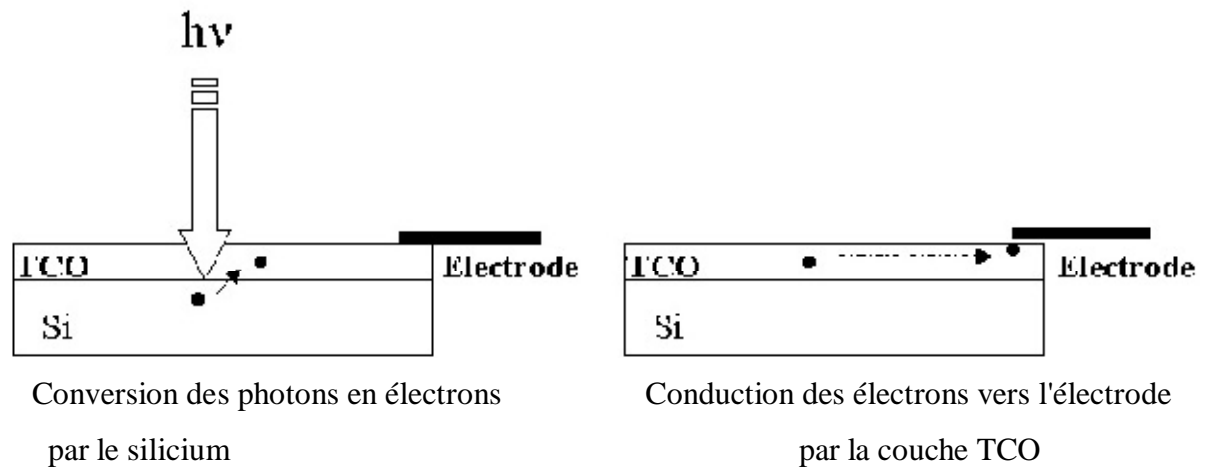 hν
TCO
Electrode
Si
TCO
Electrode
Si
Conversion des photons en électrons
par le silicium
Conduction des électrons vers l'électrode
par la couche TCO